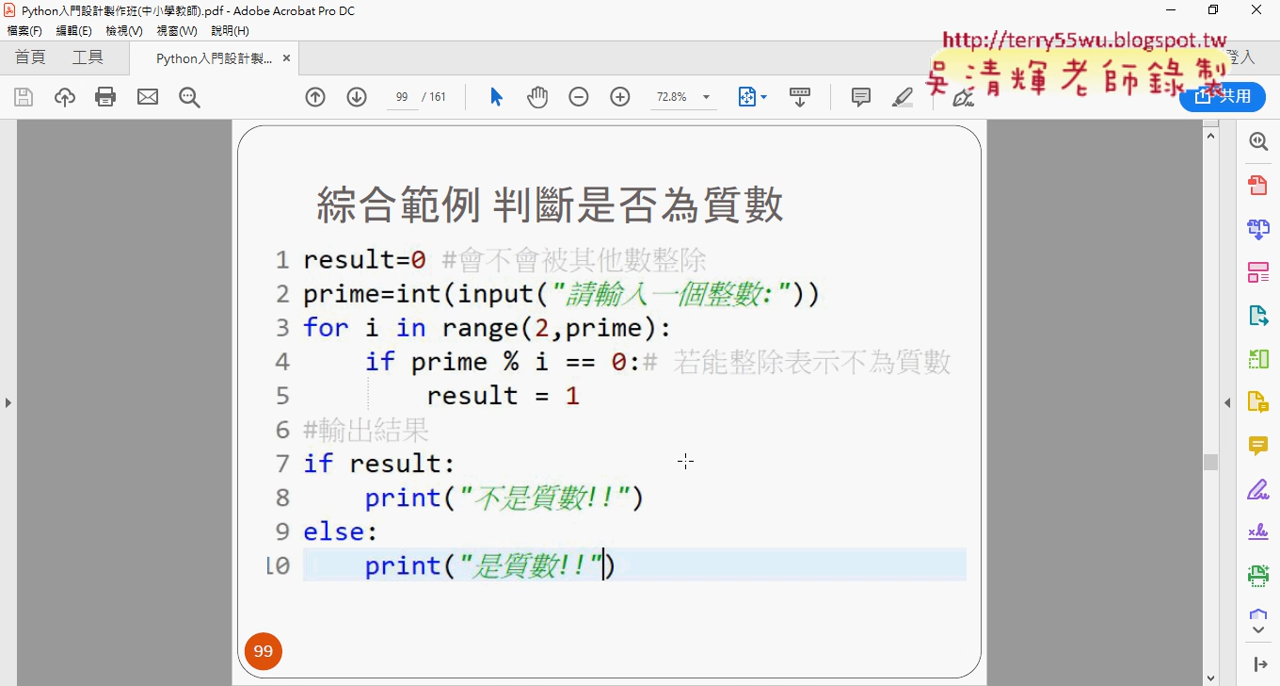 Python入門設計製作班(中小學教師).pdf - Adobe Acrobat Pro DC
檔案(F) 編輯(E) 檢視(V) 視窗(W) 說明(H)
http://terry55wu.blogspot.tw
吳清輝老師錄製
首頁 工具 Python入門設計製... × 登入
99 / 161 72.8% 共用
綜合範例 判斷是否為質數
1 result=0 #會不會被其他數整除
2 prime=int(input("請輸入一個整數:"))
3 for i in range(2,prime):
4 if prime % i == 0:# 若能整除表示不為質數
5 result = 1
6 #輸出結果
7 if result:
8 print("不是質數!!")
9 else:
10 print("是質數!!")
99